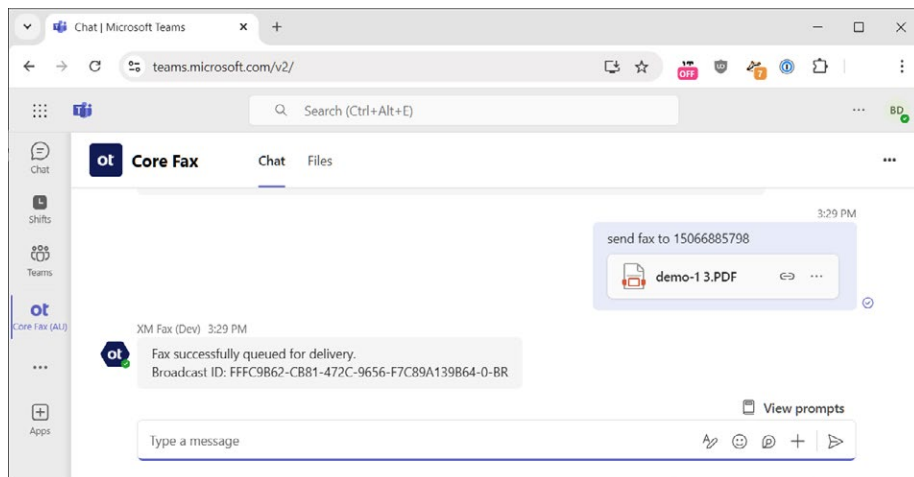 Chat | Microsoft Teams
teams.microsoft.com/v2/
OFF
7
Search (Ctrl+Alt+E)
BD
Chat
Shifts
Teams
ot
Core Fax (AU)
Apps
ot Core Fax Chat Files
3:29 PM
send fax to 15066885798
demo-1 3.PDF
XM Fax (Dev) 3:29 PM
ot
Fax successfully queued for delivery.
Broadcast ID: FFFC9B62-CB81-472C-9656-F7C89A139B64-0-BR
View prompts
Type a message